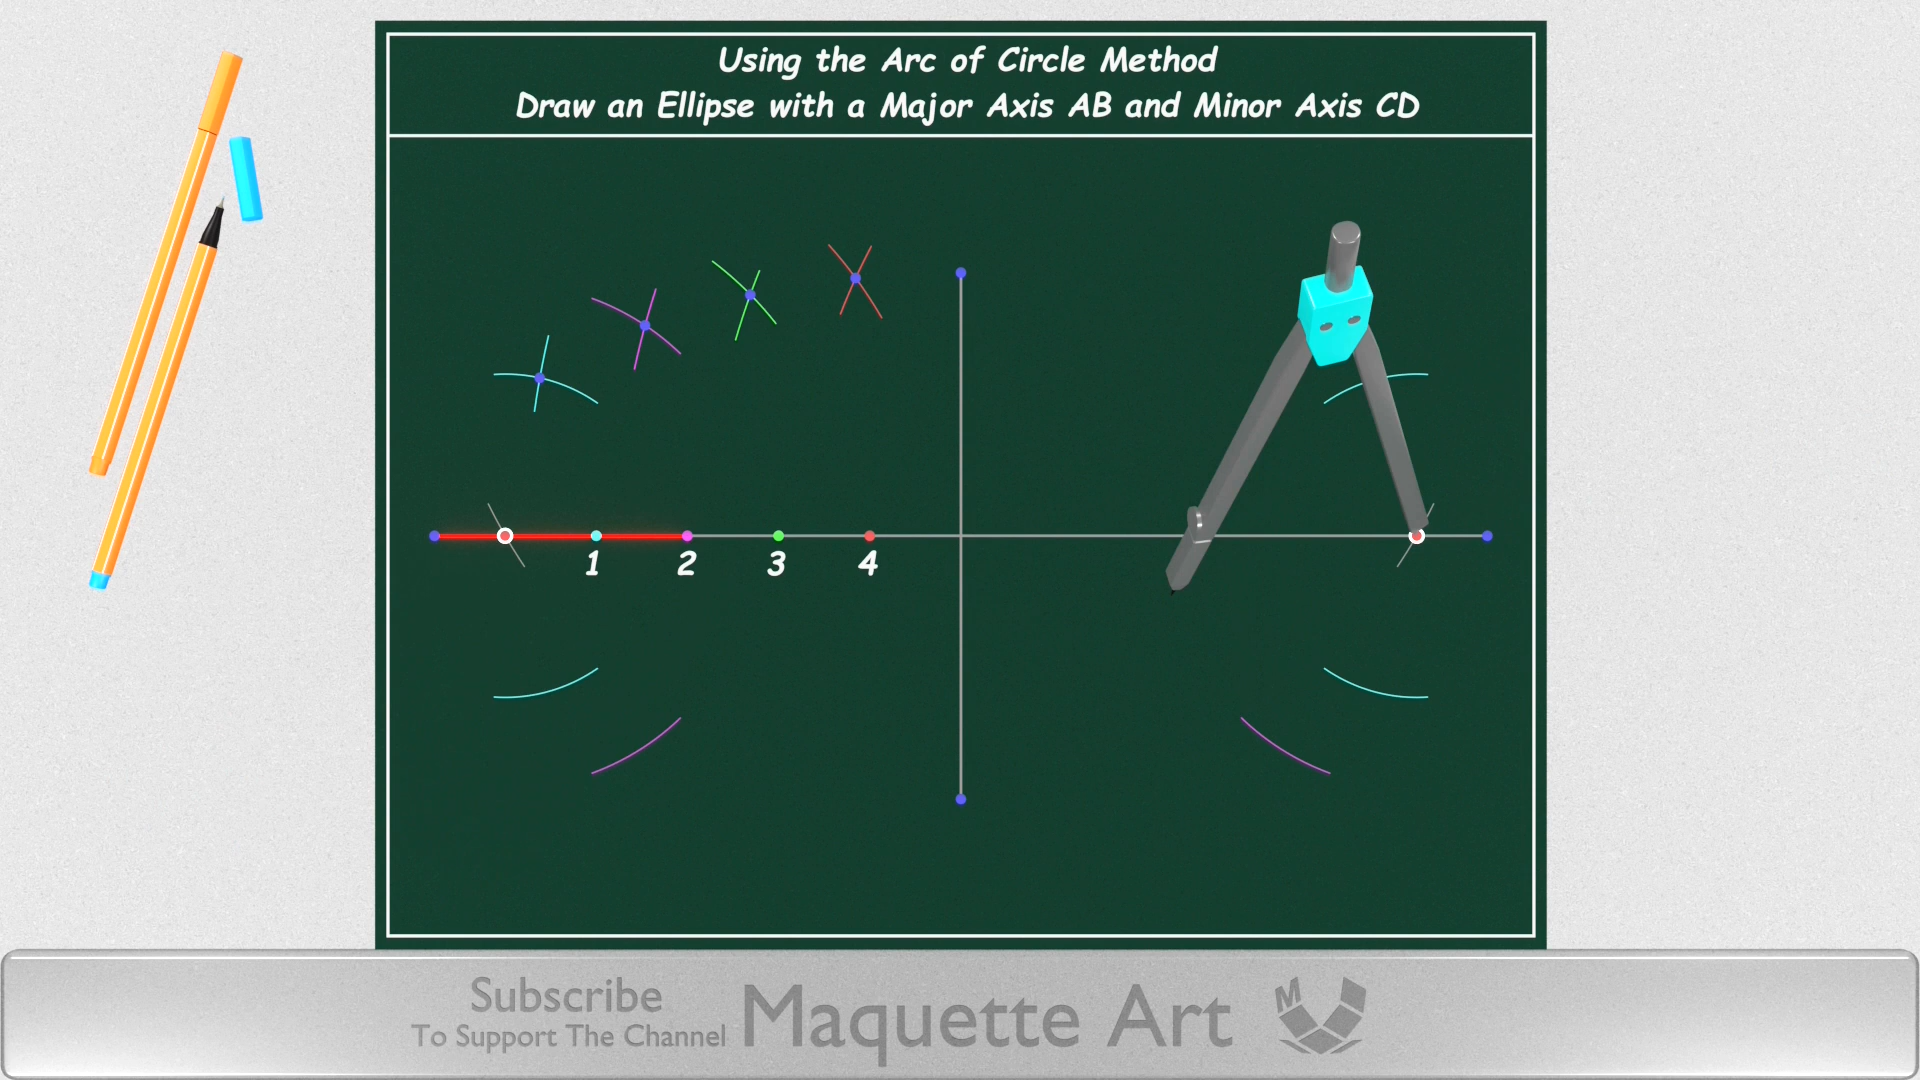 Using the Arc of Circle Method
Draw an Ellipse with a Major Axis AB and Minor Axis CD
1 2 3 4
Subscribe
To Support The Channel
Maquette Art
M